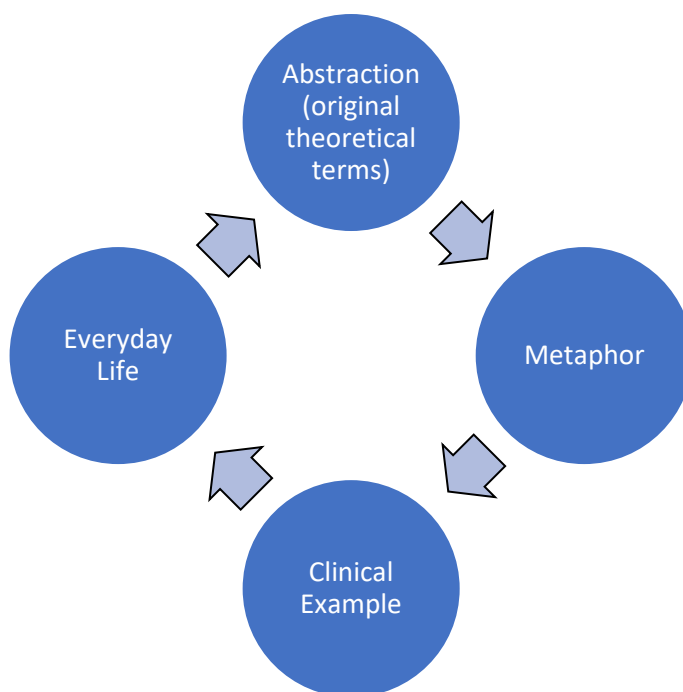 Abstraction
(original
theoretical
terms)
Metaphor
Clinical
Example
Everyday
Life